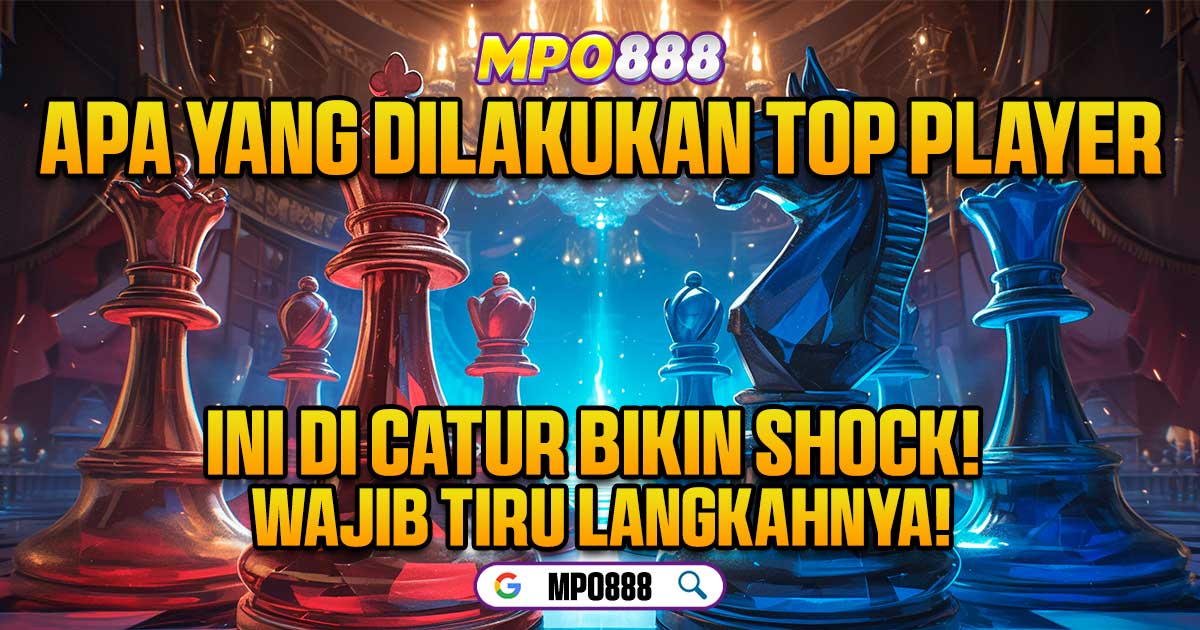 MPO888
APA YANG DILAKUKAN TOP PLAYER
INI DI CATUR BIKIN SHOCK!
WAJIB TIRU LANGKAHNYA!
G MPO888